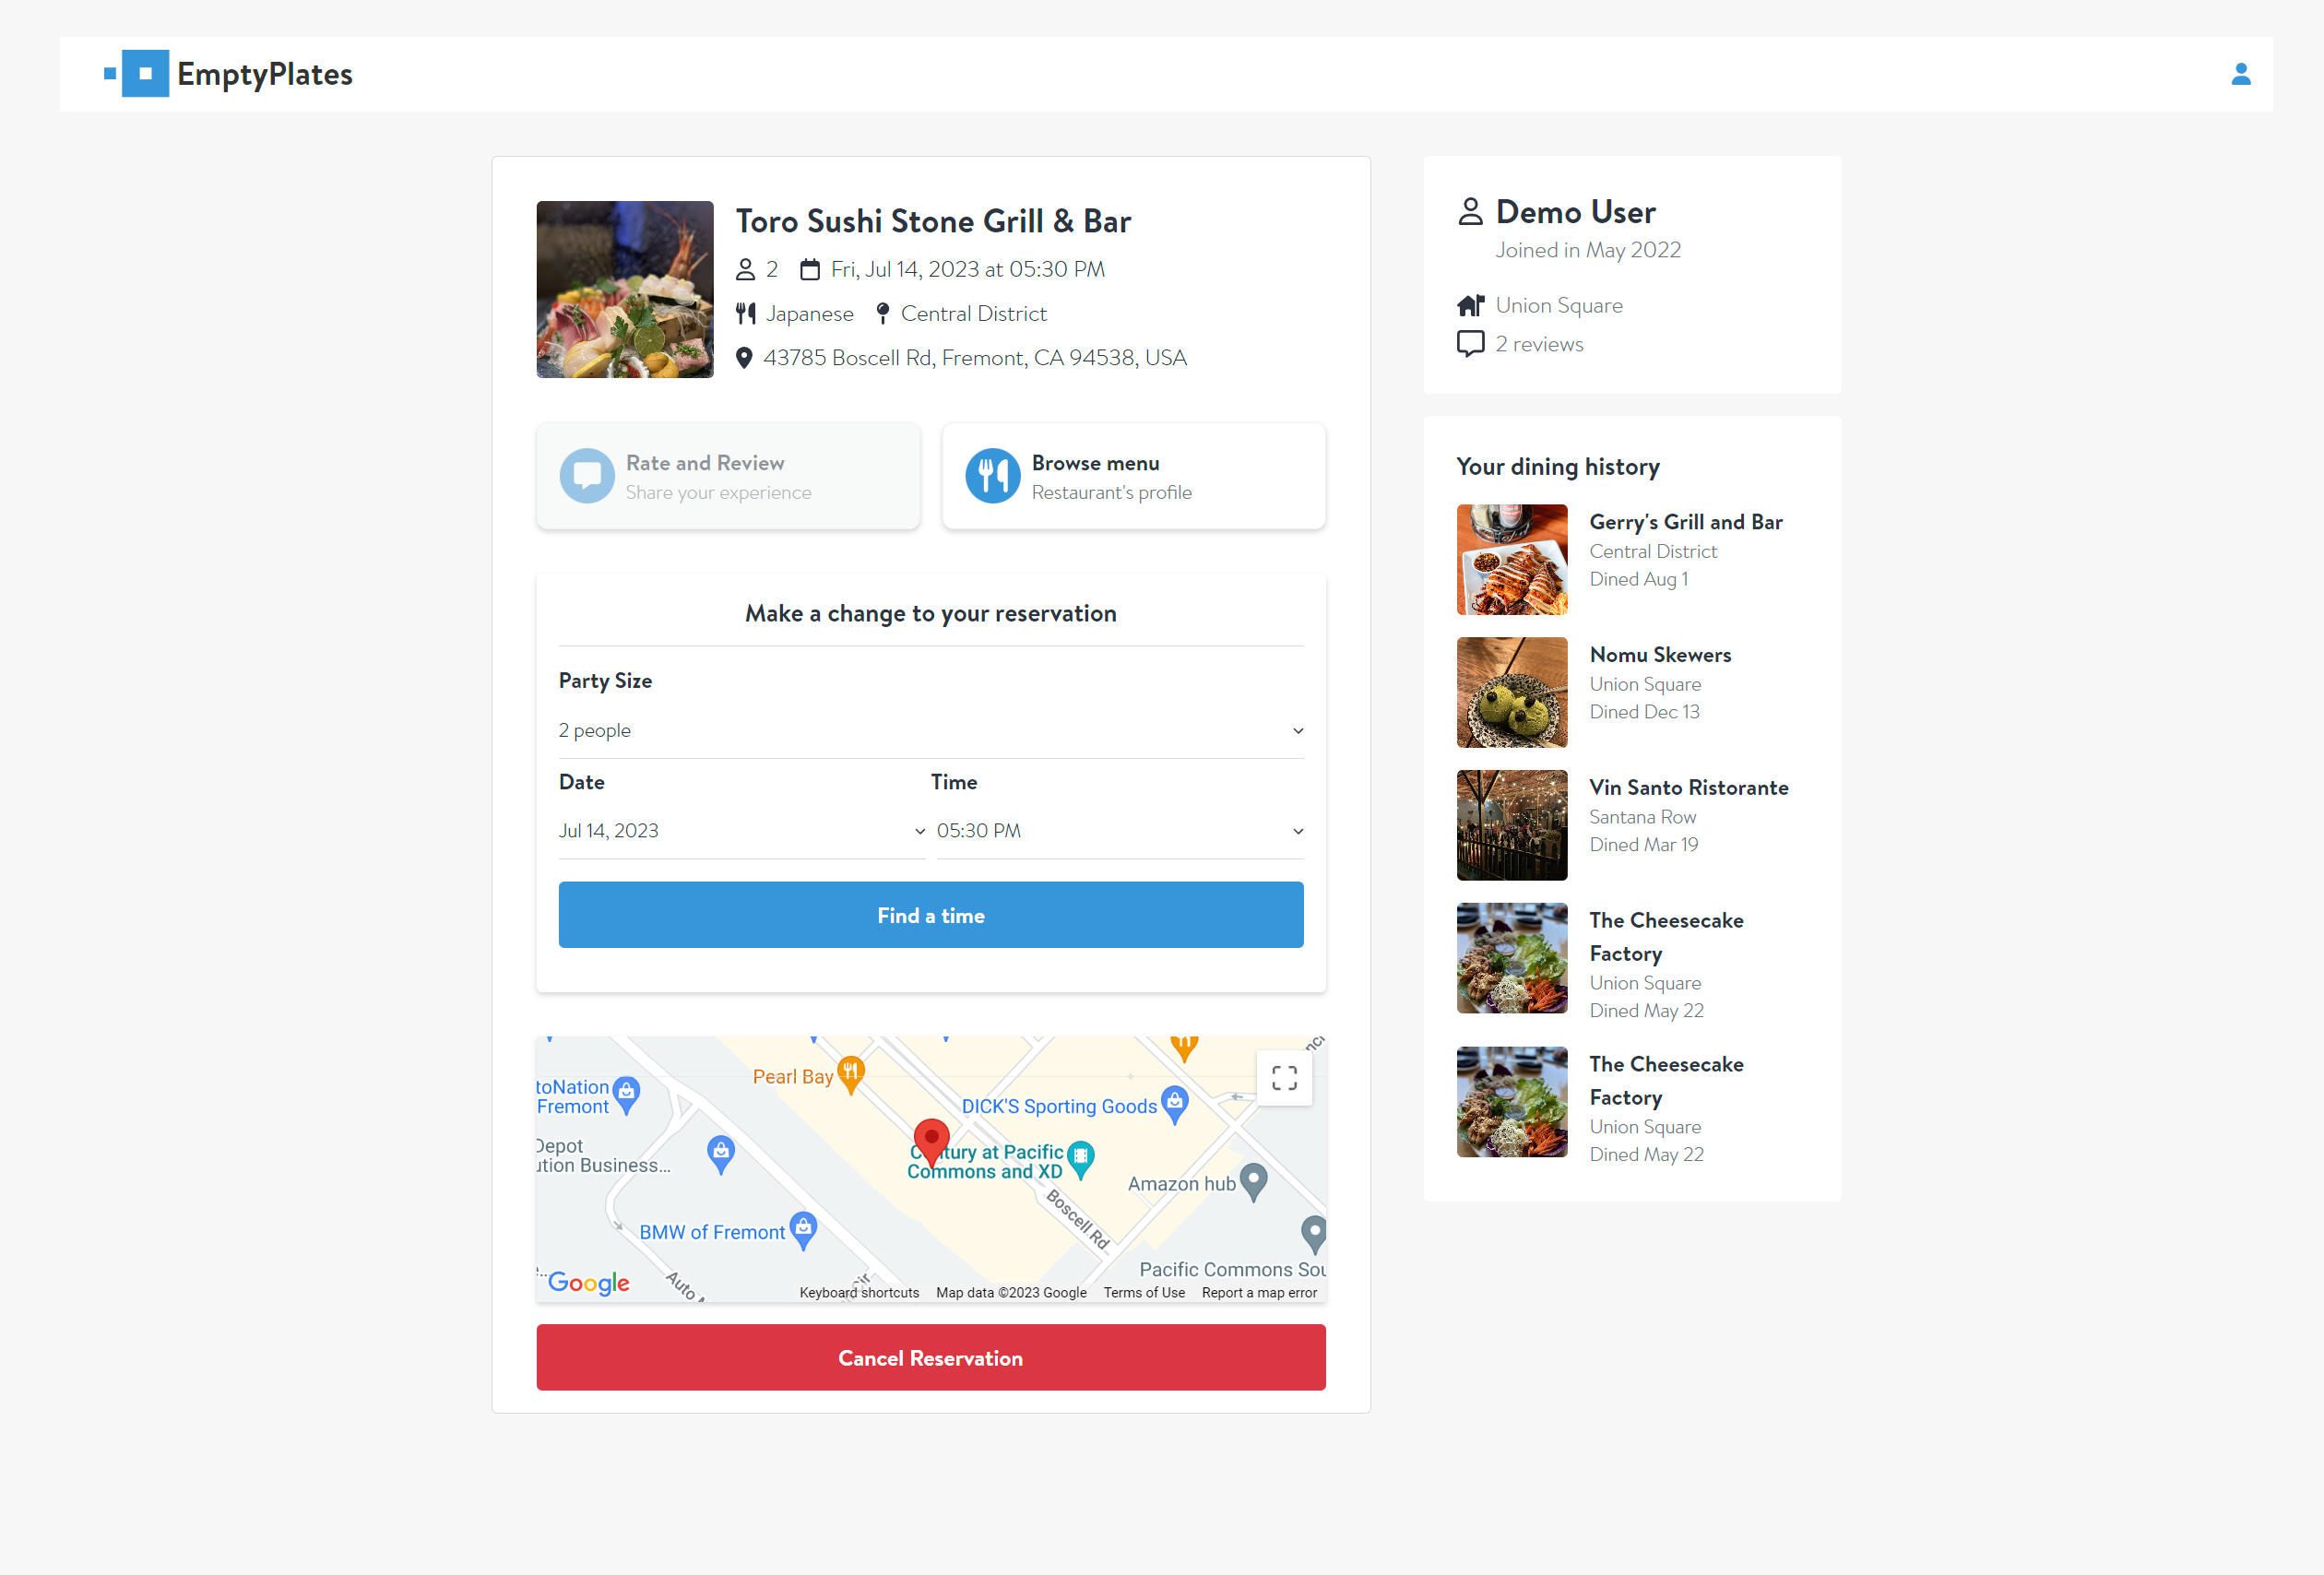 EmptyPlates
Toro Sushi Stone Grill & Bar
2 Fri, Jul 14, 2023 at 05:30 PM
Japanese Central District
43785 Boscell Rd, Fremont, CA 94538, USA
Rate and Review
Share your experience
Browse menu
Restaurant's profile
Make a change to your reservation
Party Size
2 people
Date
Time
Jul 14, 2023
05:30 PM
Find a time
Pearl Bay
toNation
Fremont
DICK'S Sporting Goods
Depot
ution Business...
Century at Pacific
Commons and XD
Amazon hub
Boscell Rd
BMW of Fremont
Pacific Commons Sou
Auto
Google
Keyboard shortcuts
Map data ©2023 Google
Terms of Use
Report a map error
Cancel Reservation
Demo User
Joined in May 2022
Union Square
2 reviews
Your dining history
Gerry's Grill and Bar
Central District
Dined Aug 1
Nomu Skewers
Union Square
Dined Dec 13
Vin Santo Ristorante
Santana Row
Dined Mar 19
The Cheesecake
Factory
Union Square
Dined May 22
The Cheesecake
Factory
Union Square
Dined May 22